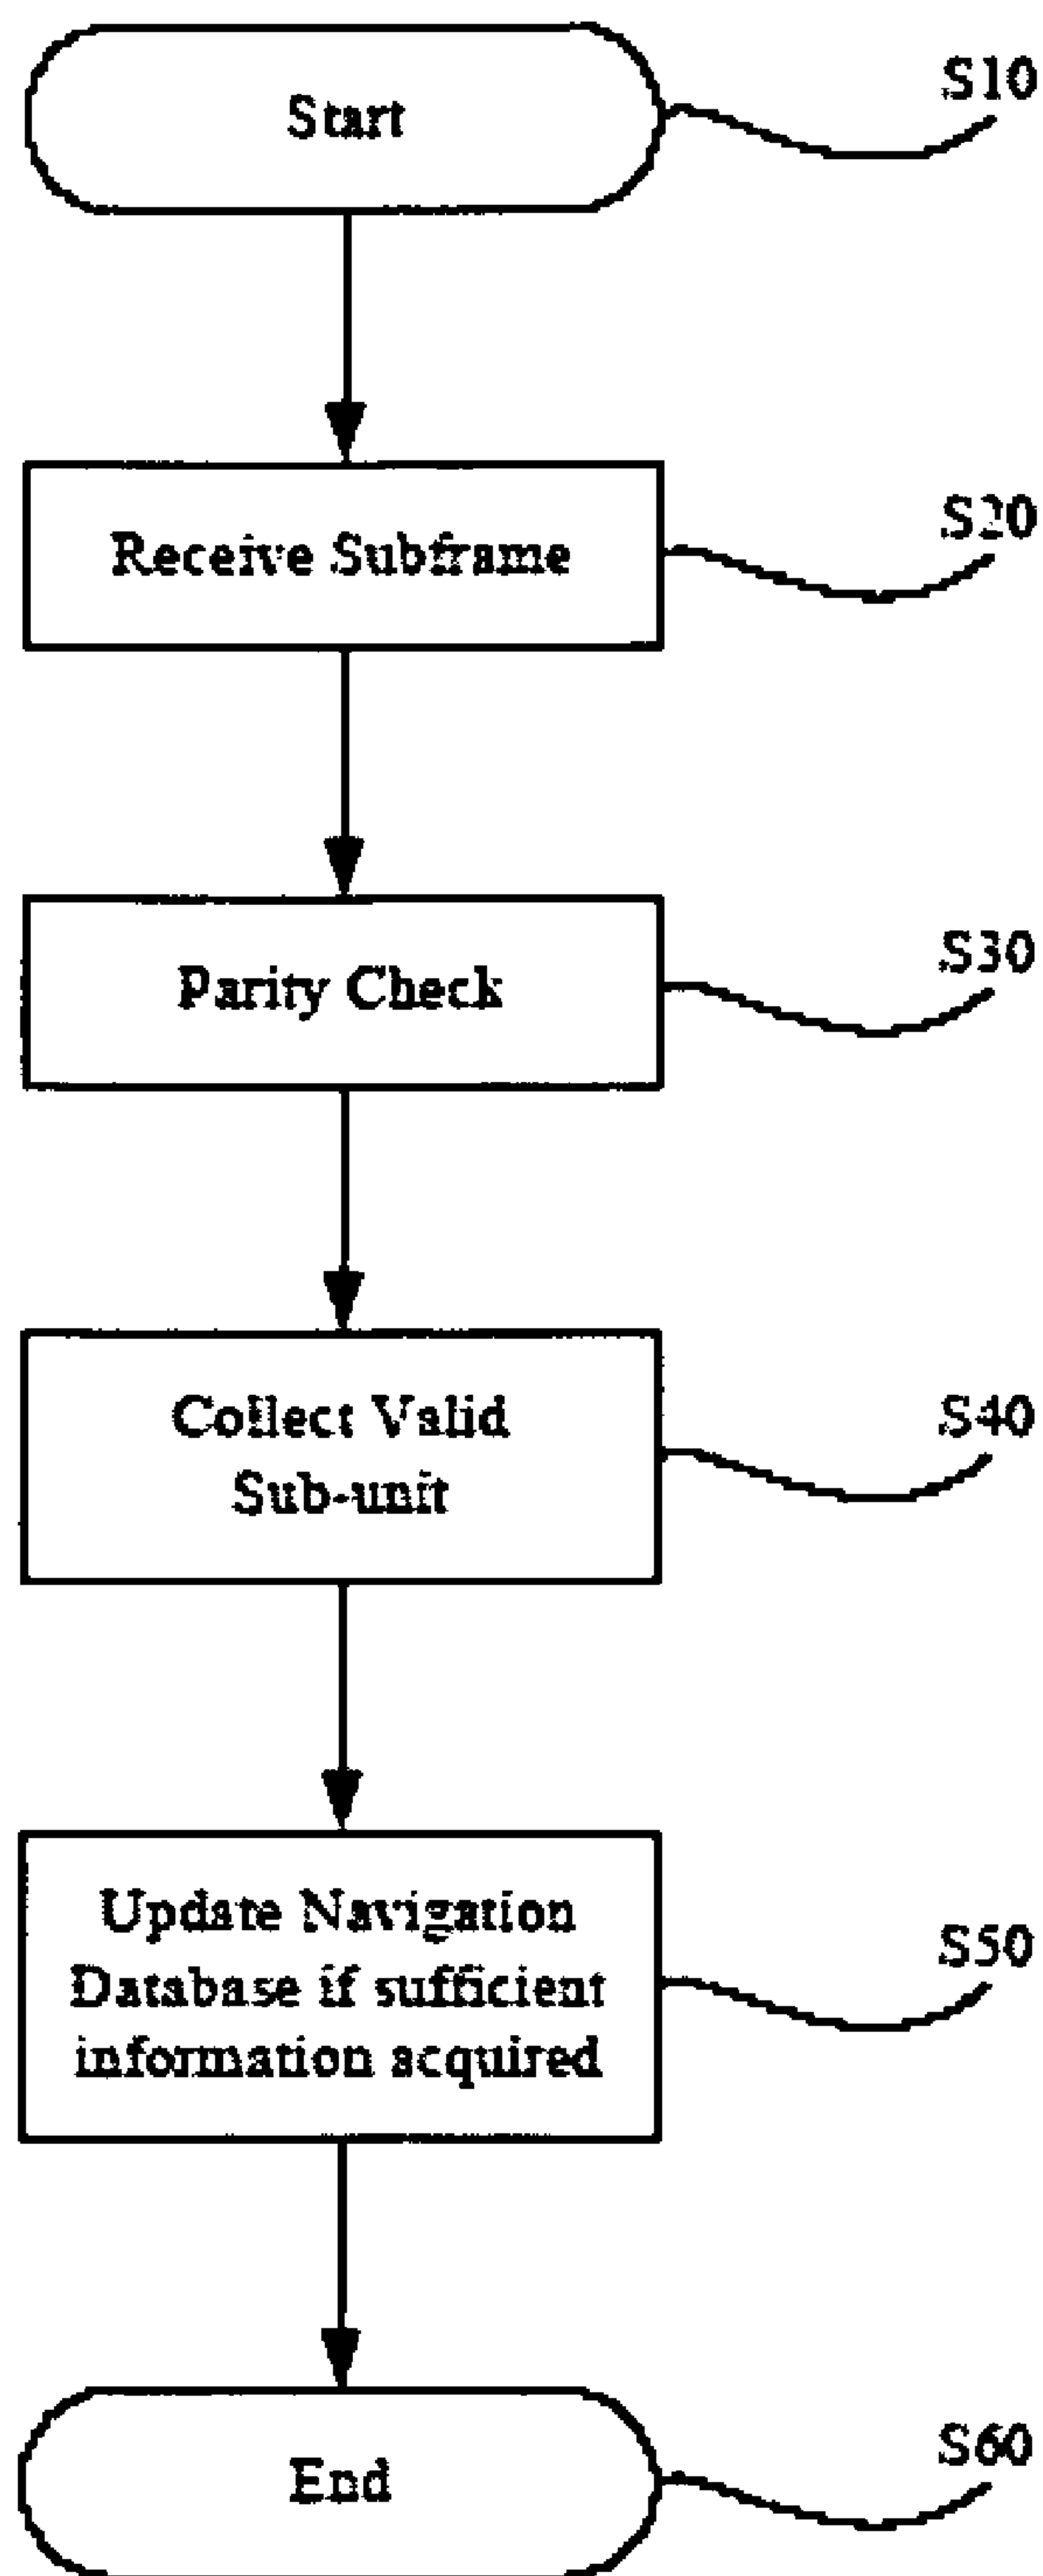 Start
S10
Receive Subframe
S20
Parity Check
S30
Collect Valid
Sub-unit
S40
Update Navigation
Database if sufficient
information acquired
S50
End
S60